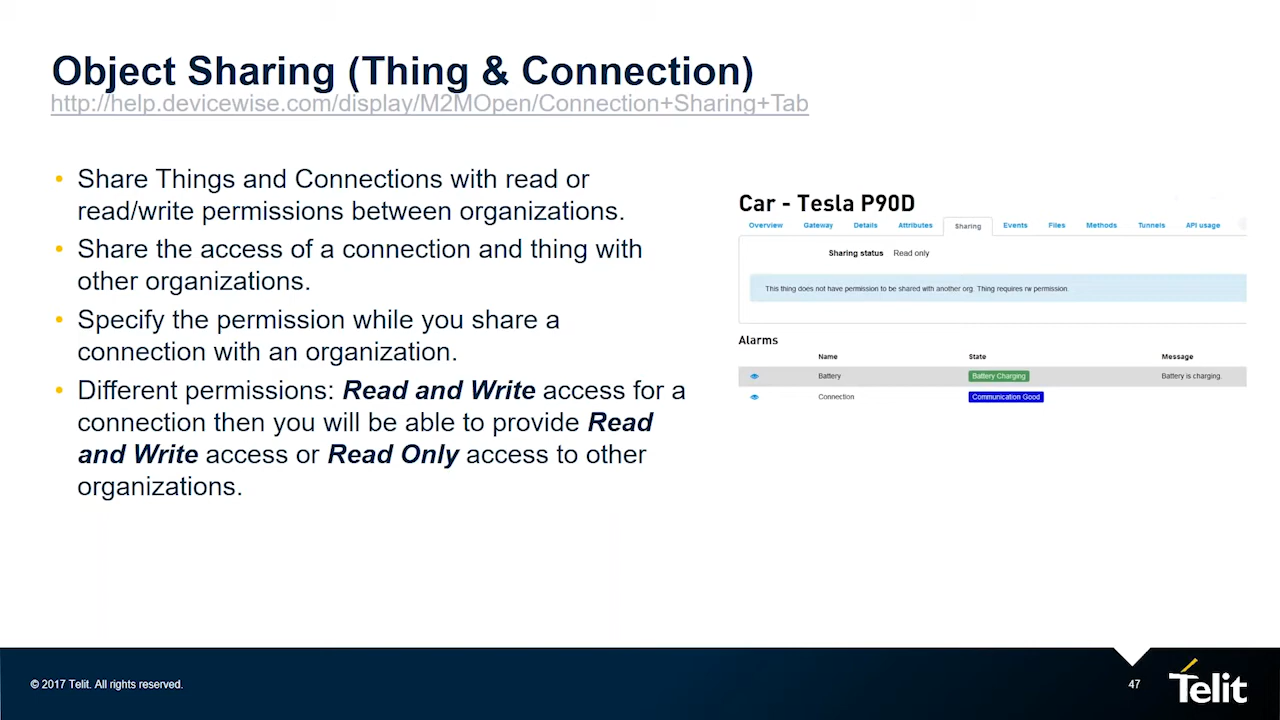 Object Sharing (Thing & Connection)
http://help.devicewise.com/display/M2MOpen/Connection+Sharing+Tab
• Share Things and Connections with read or
read/write permissions between organizations.
• Share the access of a connection and thing with
other organizations.
• Specify the permission while you share a
connection with an organization.
• Different permissions: Read and Write access for a
connection then you will be able to provide Read
and Write access or Read Only access to other
organizations.
Car - Tesla P90D
Overview Gateway Details Attributes Sharing Events Files Methods Tunnels API usage
Sharing status Read only
This thing does not have permission to be shared with another org. Thing requires rw permission.
Alarms
Name State Message
Battery Battery Charging Battery is charging.
Connection Communication Good
© 2017 Telit. All rights reserved.
47
Telit